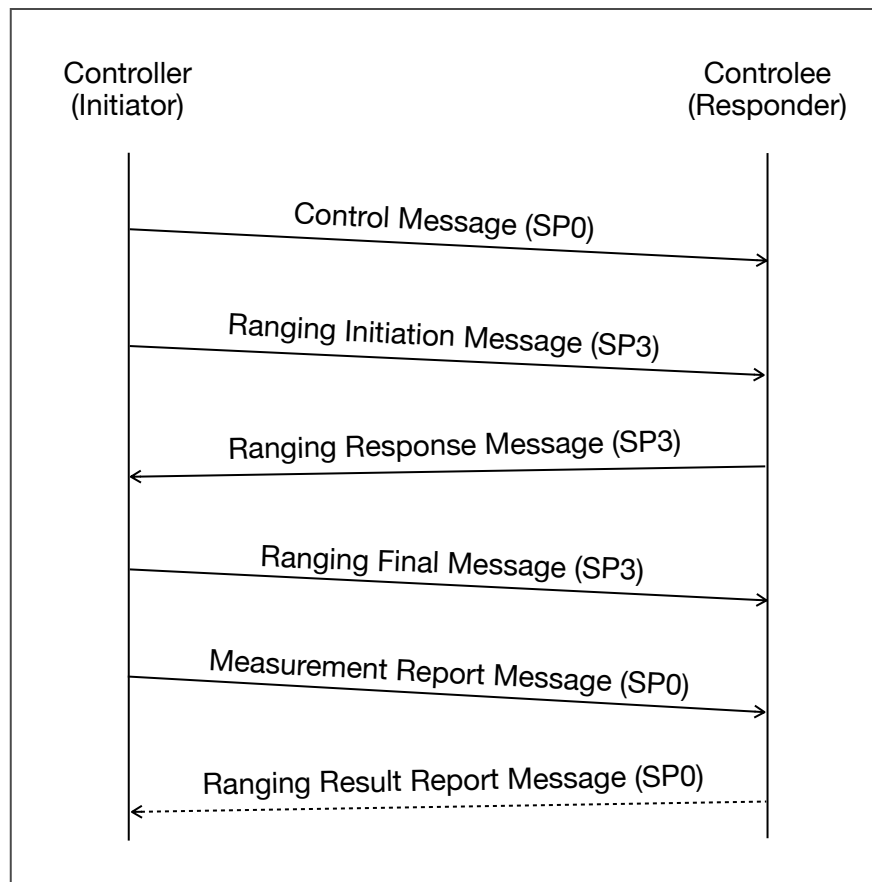 Controller
(Initiator)
Controlee
(Responder)
Control Message (SP0)
Ranging Initiation Message (SP3)
Ranging Response Message (SP3)
Ranging Final Message (SP3)
Measurement Report Message (SP0)
Ranging Result Report Message (SP0)